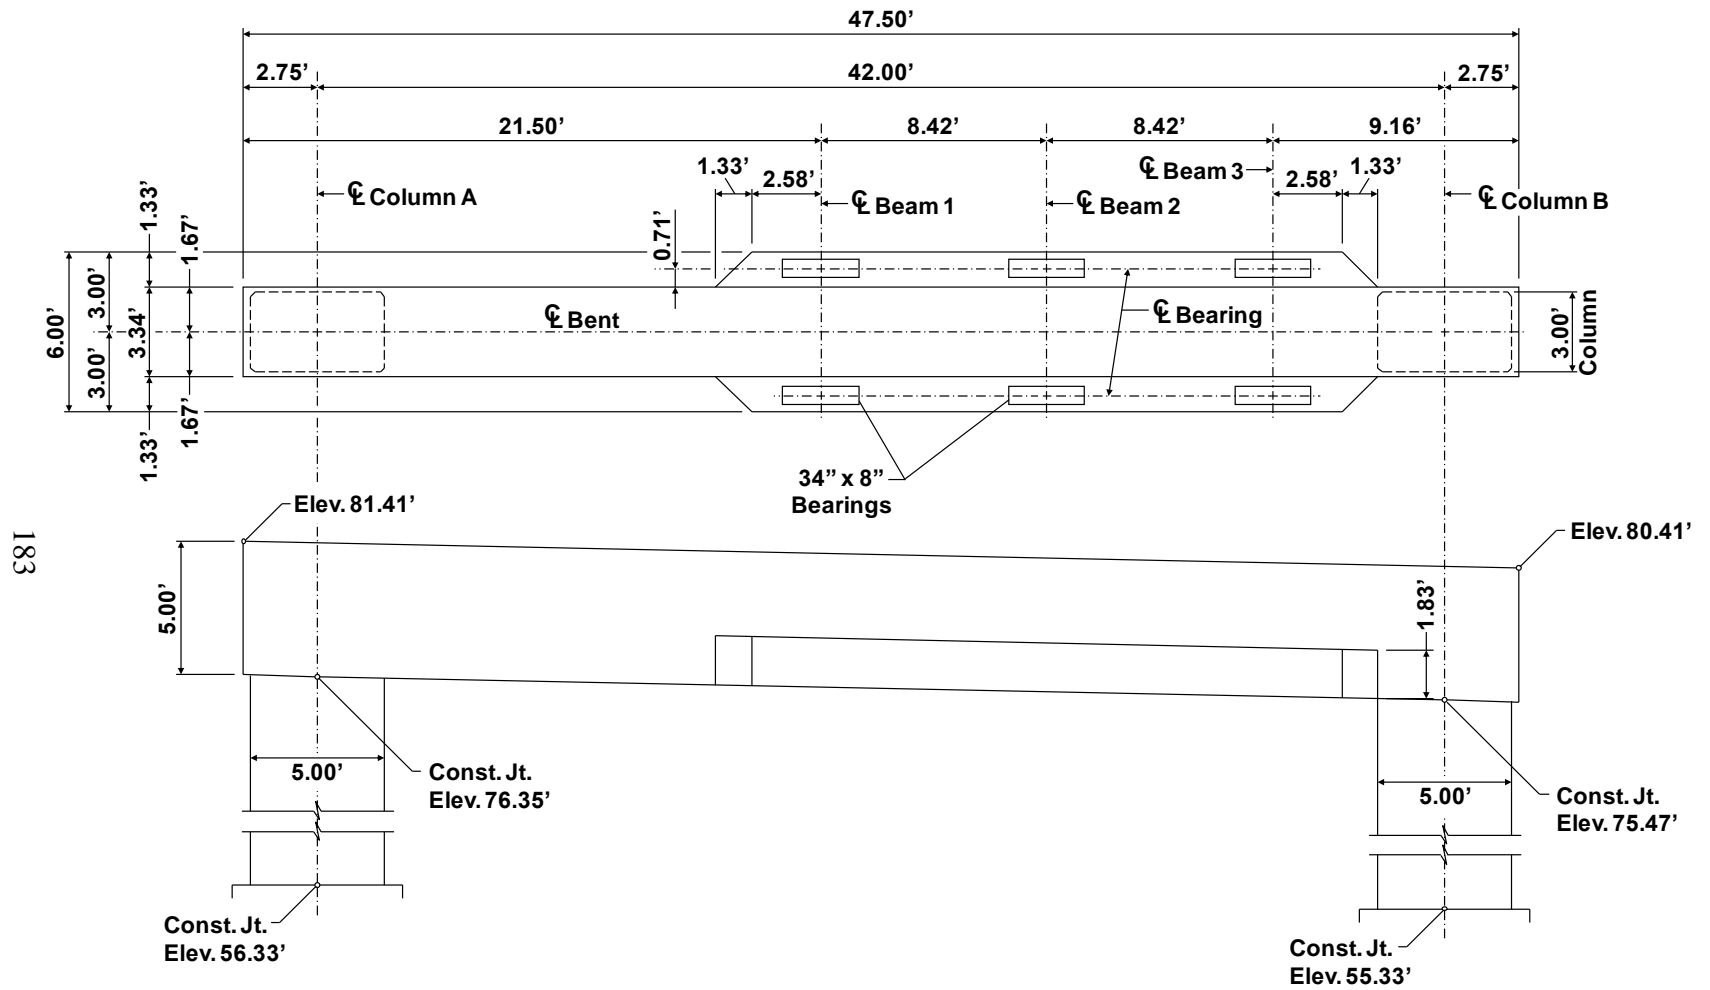 47.50’
2.75’
42.00’
2.75’
21.50’
8.42’
8.42’
9.16’
1.33’
2.58’
℄ Beam 3
2.58’
1.33’
℄ Column A
℄ Beam 1
℄ Beam 2
℄ Column B
1.33’
1.67’
0.71’
6.00’
3.00’
3.34’
3.00’
1.67’
1.33’
℄ Bent
℄ Bearing
3.00’
Column
34” x 8”
Bearings
Elev. 81.41’
Elev. 80.41’
183
5.00’
1.83’
5.00’
Const. Jt.
Elev. 76.35’
5.00’
Const. Jt.
Elev. 75.47’
Const. Jt.
Elev. 56.33’
Const. Jt.
Elev. 55.33’